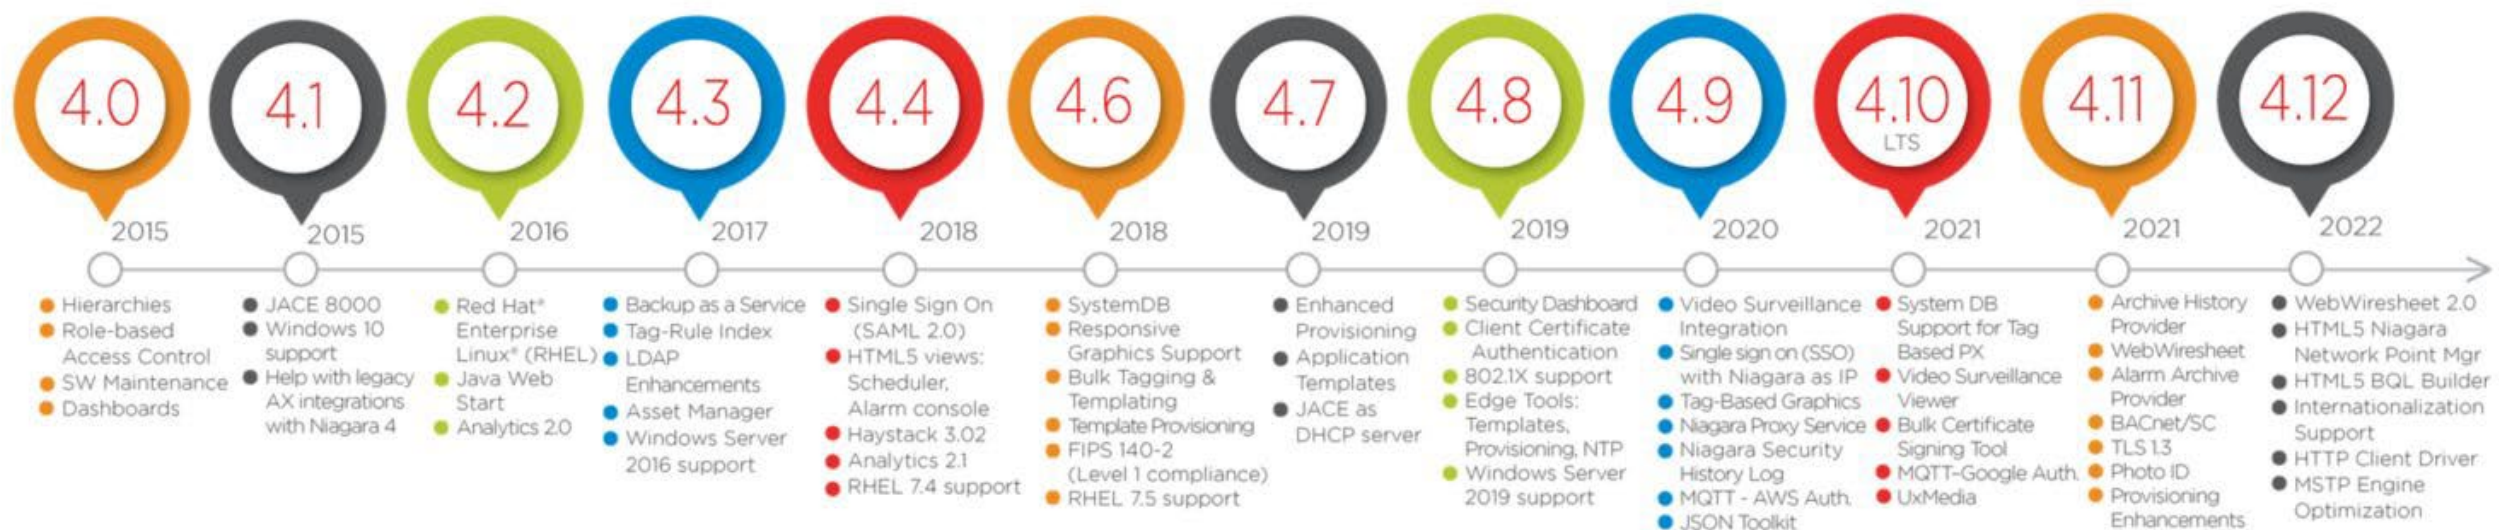 4.0
2015
Hierarchies
Role-based
Access Control
SW Maintenance
Dashboards
4.1
2015
JACE 8000
Windows 10
support
Help with legacy
AX integrations
with Niagara 4
4.2
2016
Red Hat®
Enterprise
Linux® (RHEL)
Java Web
Start
Analytics 2.0
4.3
2017
Backup as a Service
Tag-Rule Index
LDAP
Enhancements
Asset Manager
Windows Server
2016 support
4.4
2018
Single Sign On
(SAML 2.0)
HTML5 views:
Scheduler,
Alarm console
Haystack 3.02
Analytics 2.1
RHEL 7.4 support
4.6
2018
SystemDB
Responsive
Graphics Support
Bulk Tagging &
Templating
Template Provisioning
FIPS 140-2
(Level 1 compliance)
RHEL 7.5 support
4.7
2019
Enhanced
Provisioning
Application
Templates
JACE as
DHCP server
4.8
2019
Security Dashboard
Client Certificate
Authentication
802.1X support
Edge Tools:
Templates,
Provisioning, NTP
Windows Server
2019 support
4.9
2020
Video Surveillance
Integration
Single sign on (SSO)
with Niagara as IP
Tag-Based Graphics
Niagara Proxy Service
Niagara Security
History Log
MQTT - AWS Auth.
JSON Toolkit
4.10
LTS
2021
System DB
Support for Tag
Based PX
Video Surveillance
Viewer
Bulk Certificate
Signing Tool
MQTT-Google Auth.
UxMedia
4.11
2021
Archive History
Provider
WebWiresheet
Alarm Archive
Provider
BACnet/SC
TLS 1.3
Photo ID
Provisioning
Enhancements
4.12
2022
WebWiresheet 2.0
HTML5 Niagara
Network Point Mgr
HTML5 BQL Builder
Internationalization
Support
HTTP Client Driver
MSTP Engine
Optimization